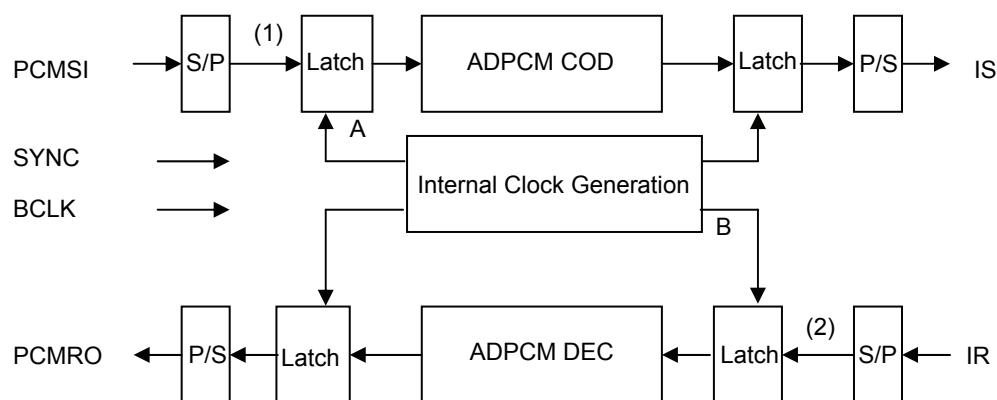 (1)
PCMSI S/P Latch ADPCM COD Latch P/S IS
A
SYNC
Internal Clock Generation
BCLK
B
(2)
PCMRO P/S Latch ADPCM DEC Latch S/P IR